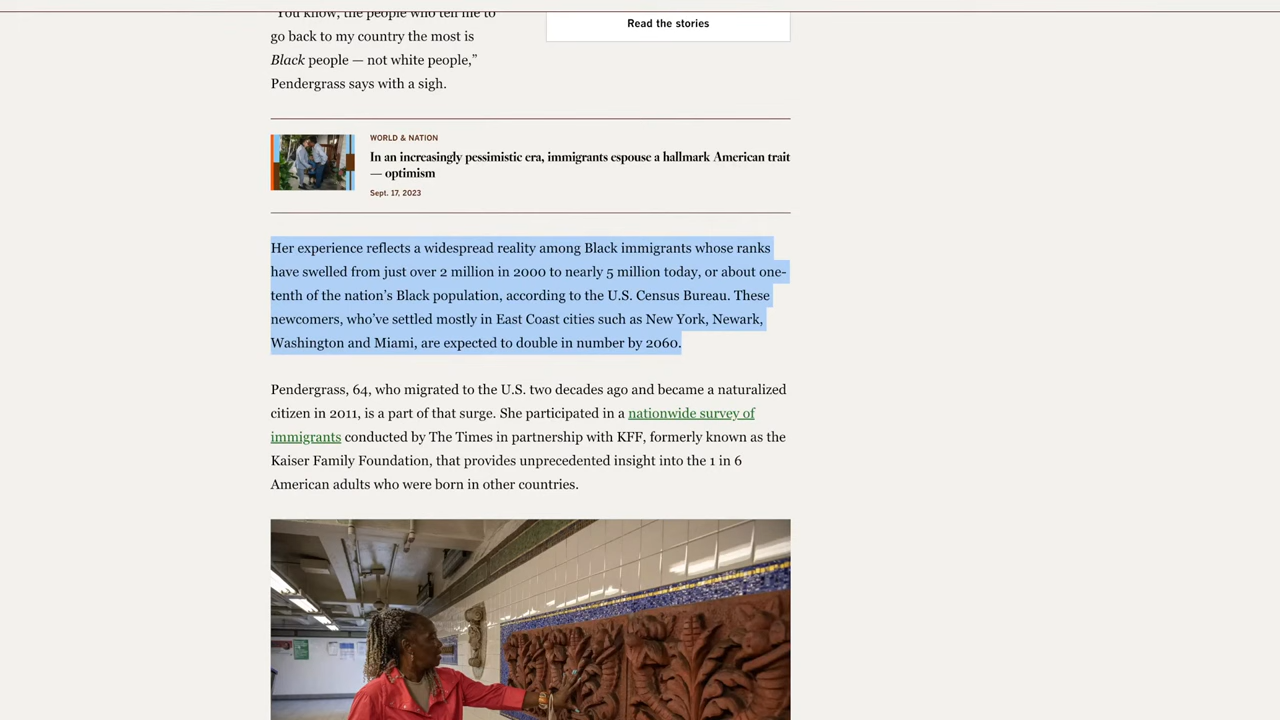 "You know, the people who tell me to
go back to my country the most is
Black people — not white people,”
Pendergrass says with a sigh.
Read the stories
WORLD & NATION
In an increasingly pessimistic era, immigrants espouse a hallmark American trait
— optimism
Sept. 17, 2023
Her experience reflects a widespread reality among Black immigrants whose ranks
have swelled from just over 2 million in 2000 to nearly 5 million today, or about one-
tenth of the nation’s Black population, according to the U.S. Census Bureau. These
newcomers, who’ve settled mostly in East Coast cities such as New York, Newark,
Washington and Miami, are expected to double in number by 2060.
Pendergrass, 64, who migrated to the U.S. two decades ago and became a naturalized
citizen in 2011, is a part of that surge. She participated in a nationwide survey of
immigrants conducted by The Times in partnership with KFF, formerly known as the
Kaiser Family Foundation, that provides unprecedented insight into the 1 in 6
American adults who were born in other countries.